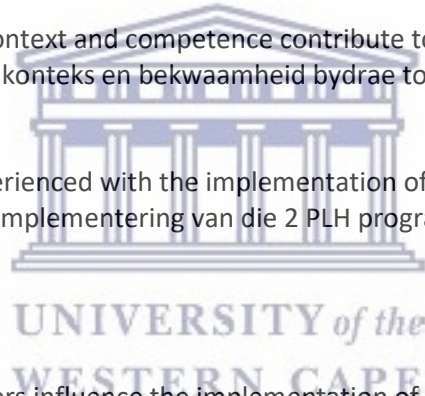 ontext and competence contribute to
konteks en bekwaamheid bydrae to
erienced with the implementation of
mplementering van die 2 PLH progra
UNIVERSITY of the
WESTERN CAPE
ers influence the implementation of